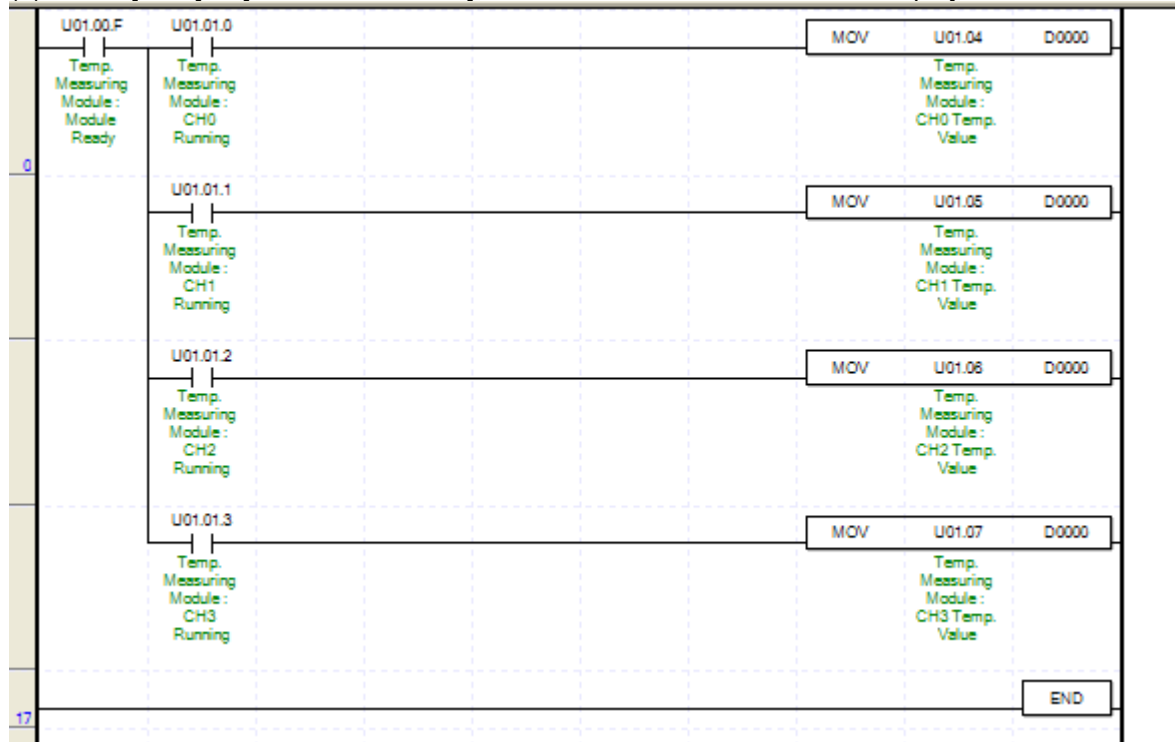 U01.00.F U01.01.0 MOV U01.04 D0000
Temp.
Measuring
Module :
Module
Ready
Temp.
Measuring
Module :
CH0
Running
Temp.
Measuring
Module :
CH0 Temp.
Value
0
U01.01.1 MOV U01.05 D0000
Temp.
Measuring
Module :
CH1
Running
Temp.
Measuring
Module :
CH1 Temp.
Value
U01.01.2 MOV U01.06 D0000
Temp.
Measuring
Module :
CH2
Running
Temp.
Measuring
Module :
CH2 Temp.
Value
U01.01.3 MOV U01.07 D0000
Temp.
Measuring
Module :
CH3
Running
Temp.
Measuring
Module :
CH3 Temp.
Value
END
17